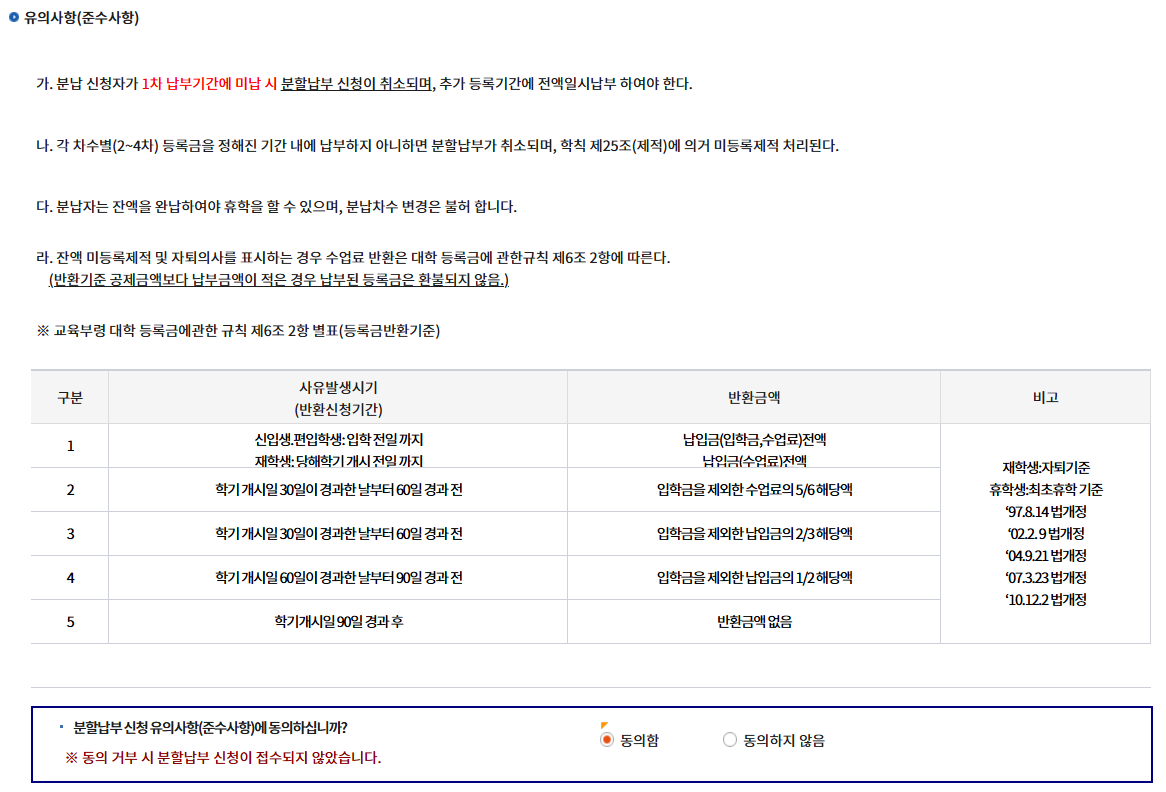 유의사항(준수사항)
가. 분납 신청자가 1차 납부기간에 미납 시 분할납부 신청이 취소되며, 추가 등록기간에 전액일시납부 하여야 한다.
나. 각 차수별(2~4차) 등록금을 정해진 기간 내에 납부하지 아니하면 분할납부가 취소되며, 학칙 제25조(제적)에 의거 미등록제적 처리된다.
다. 분납자는 잔액을 완납하여야 휴학을 할 수 있으며, 분납차수 변경은 불허 합니다.
라. 잔액 미등록제적 및 자퇴의사를 표시하는 경우 수업료 반환은 대학 등록금에 관한규칙 제6조 2항에 따른다.
(반환기준 공제금액보다 납부금액이 적은 경우 납부된 등록금은 환불되지 않음.)
※ 교육부령 대학 등록금에관한 규칙 제6조 2항 별표(등록금반환기준)
구분 사유발생시기 (반환신청기간) 반환금액 비고
1 신입생.편입학생: 입학 전일 까지 납입금(입학금,수업료)전액
재학생: 당해학기 개시 전일 까지 납입금(수업료)전액
2 학기 개시일 30일이 경과한 날부터 60일 경과 전 입학금을 제외한 수업료의 5/6 해당액
3 학기 개시일 30일이 경과한 날부터 60일 경과 전 입학금을 제외한 납입금의 2/3 해당액
4 학기 개시일 60일이 경과한 날부터 90일 경과 전 입학금을 제외한 납입금의 1/2 해당액
5 학기개시일 90일 경과 후 반환금액 없음
재학생:자퇴기준
휴학생:최초휴학 기준
‘97.8.14 법개정
‘02.2. 9 법개정
‘04.9.21 법개정
‘07.3.23 법개정
‘10.12.2 법개정
분할납부 신청 유의사항(준수사항)에 동의하십니까?
동의함 동의하지 않음
※ 동의 거부 시 분할납부 신청이 접수되지 않았습니다.